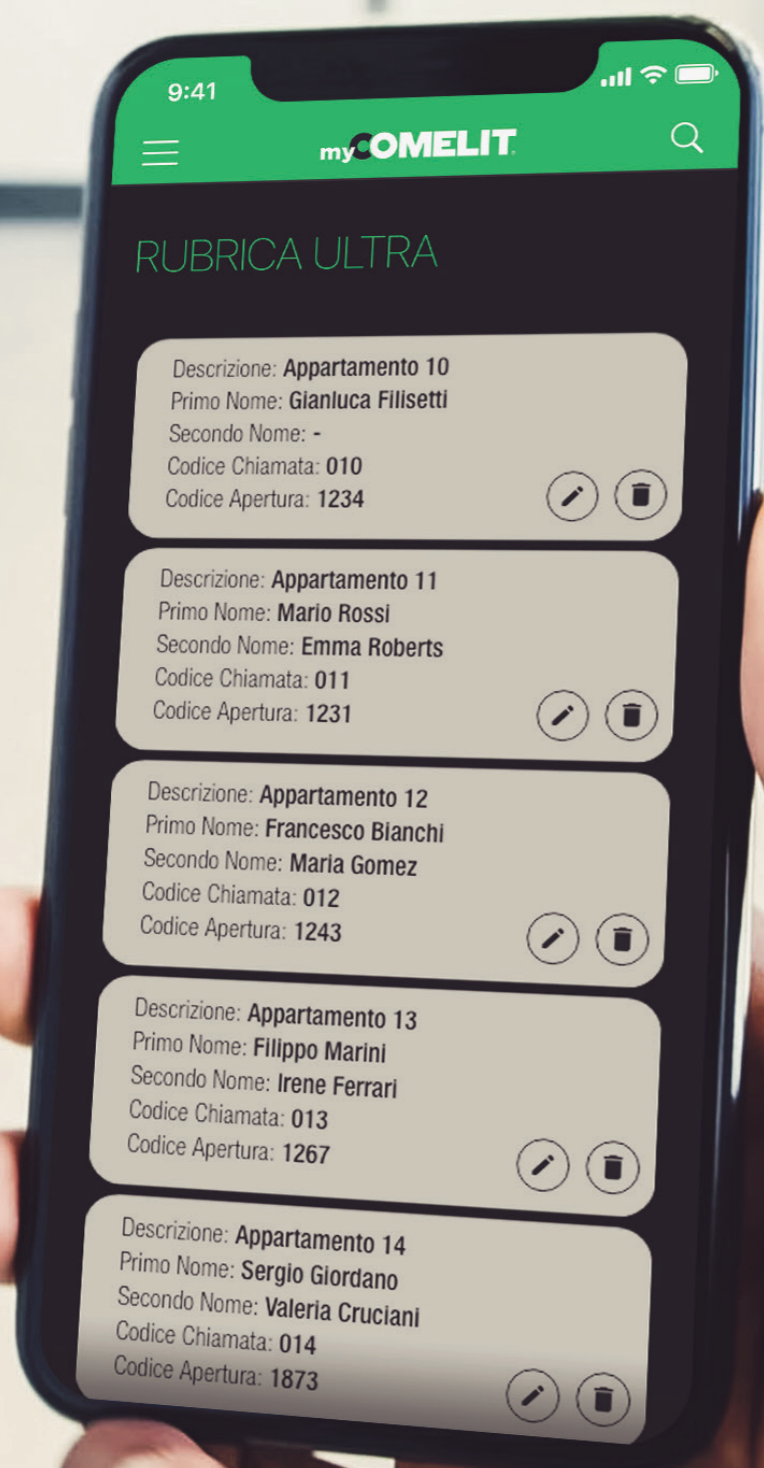 9:41
myCOMELIT
RUBRICA ULTRA
Descrizione: Appartamento 10
Primo Nome: Gianluca Filisetti
Secondo Nome: -
Codice Chiamata: 010
Codice Apertura: 1234
Descrizione: Appartamento 11
Primo Nome: Mario Rossi
Secondo Nome: Emma Roberts
Codice Chiamata: 011
Codice Apertura: 1231
Descrizione: Appartamento 12
Primo Nome: Francesco Bianchi
Secondo Nome: Maria Gomez
Codice Chiamata: 012
Codice Apertura: 1243
Descrizione: Appartamento 13
Primo Nome: Filippo Marini
Secondo Nome: Irene Ferrari
Codice Chiamata: 013
Codice Apertura: 1267
Descrizione: Appartamento 14
Primo Nome: Sergio Giordano
Secondo Nome: Valeria Cruciani
Codice Chiamata: 014
Codice Apertura: 1873